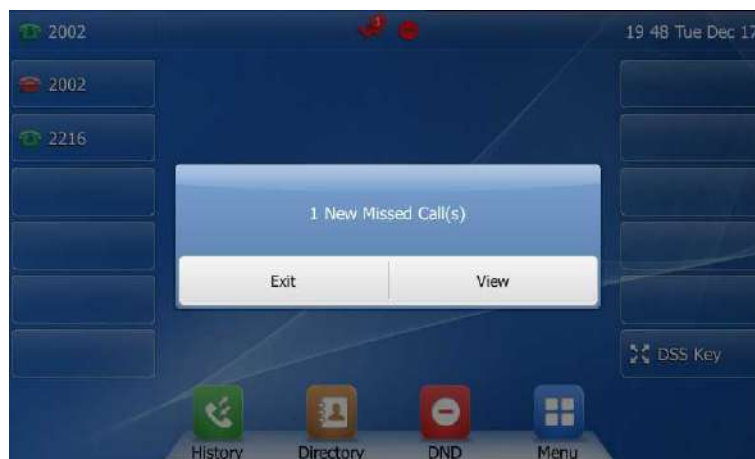 2002
1
19 48 Tue Dec 17
2002
2216
1 New Missed Call(s)
Exit
View
DSS Key
History
Directory
DND
Menu